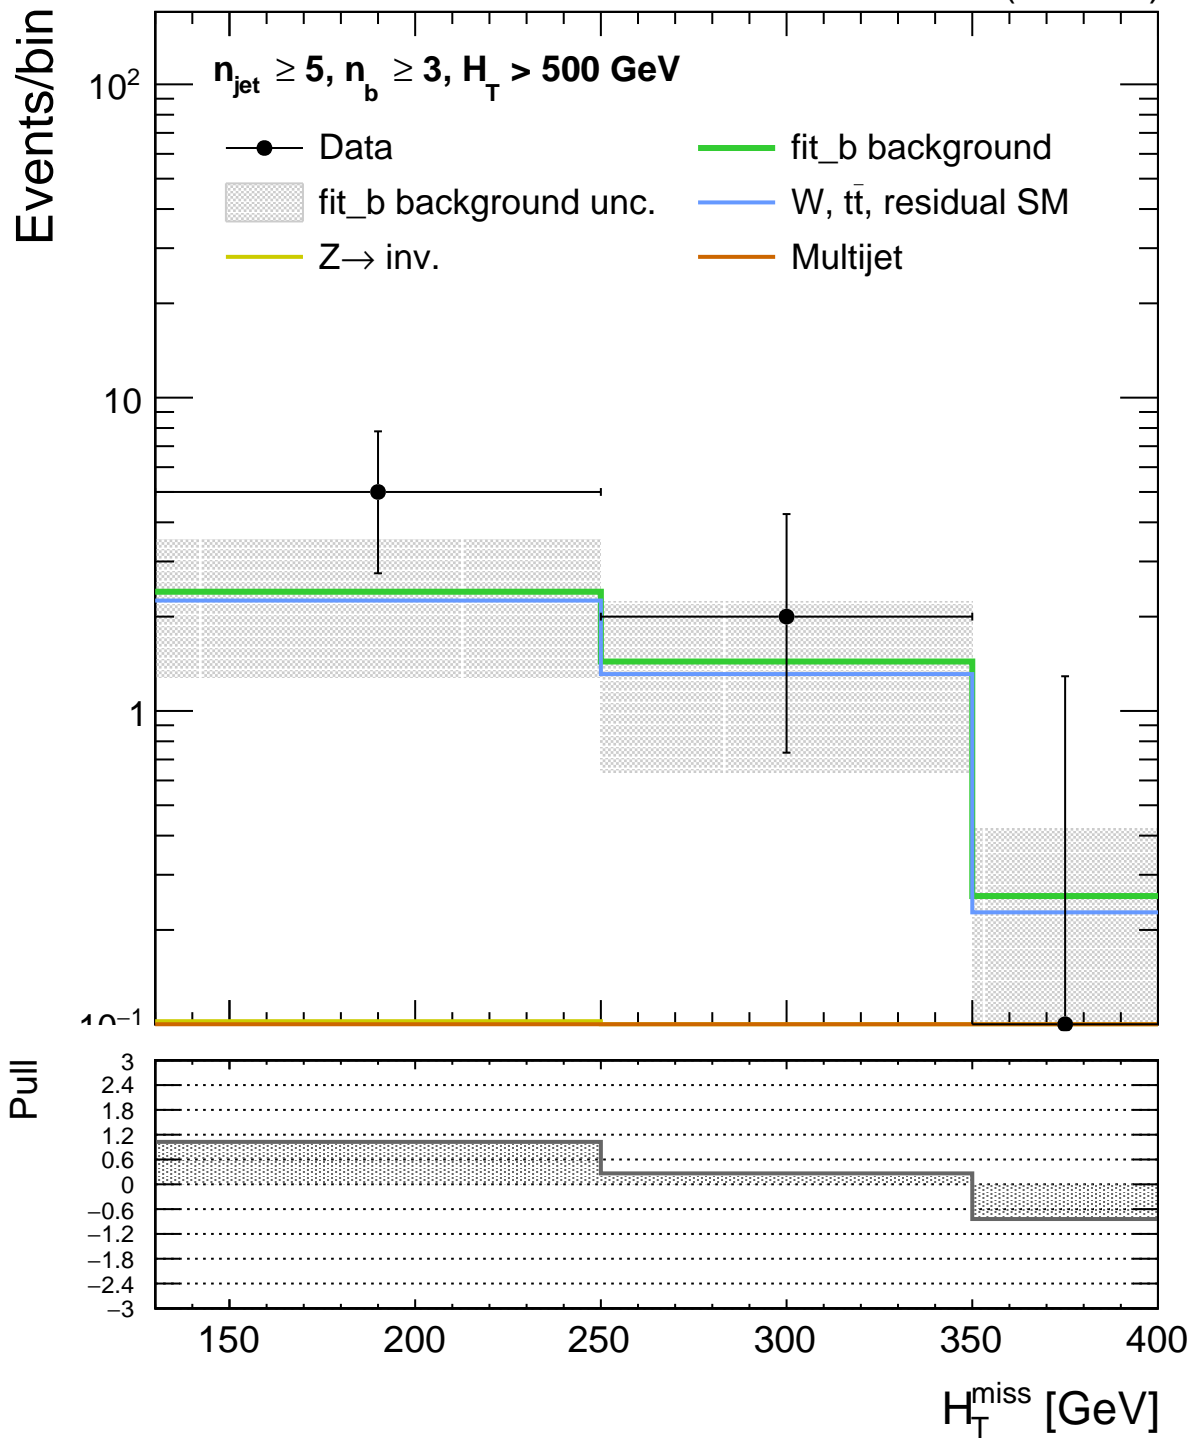 Events/bin
n_jet ≥ 5, n_b ≥ 3, H_T > 500 GeV
Data
fit_b background
fit_b background unc.
W, tt̄, residual SM
Z→ inv.
Multijet
10²
10
1
10⁻¹
Pull
3
2.4
1.8
1.2
0.6
0
−0.6
−1.2
−1.8
−2.4
−3
150 200 250 300 350 400
H_T^miss [GeV]